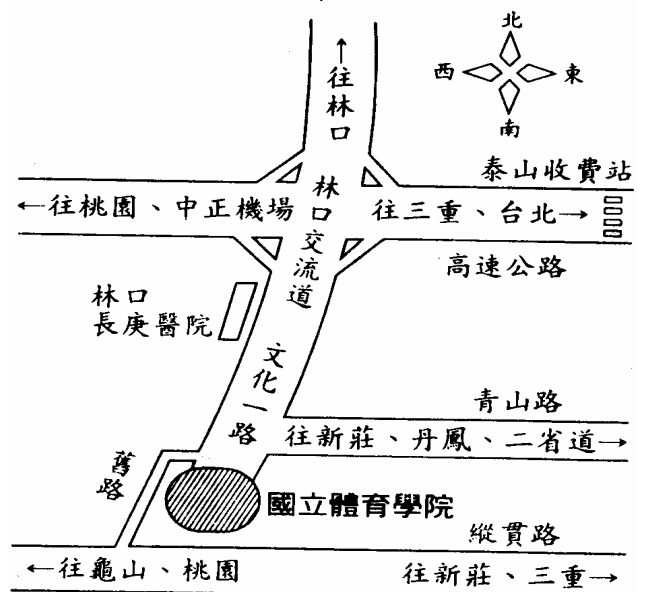 北
西
東
南
↑往林口
泰山收費站
←往桃園、中正機場
林口交流道
往三重、台北→
高速公路
林口
長庚醫院
文化一路
青山路
往新莊、丹鳳、二省道→
舊路
國立體育學院
縱貫路
←往龜山、桃園
往新莊、三重→